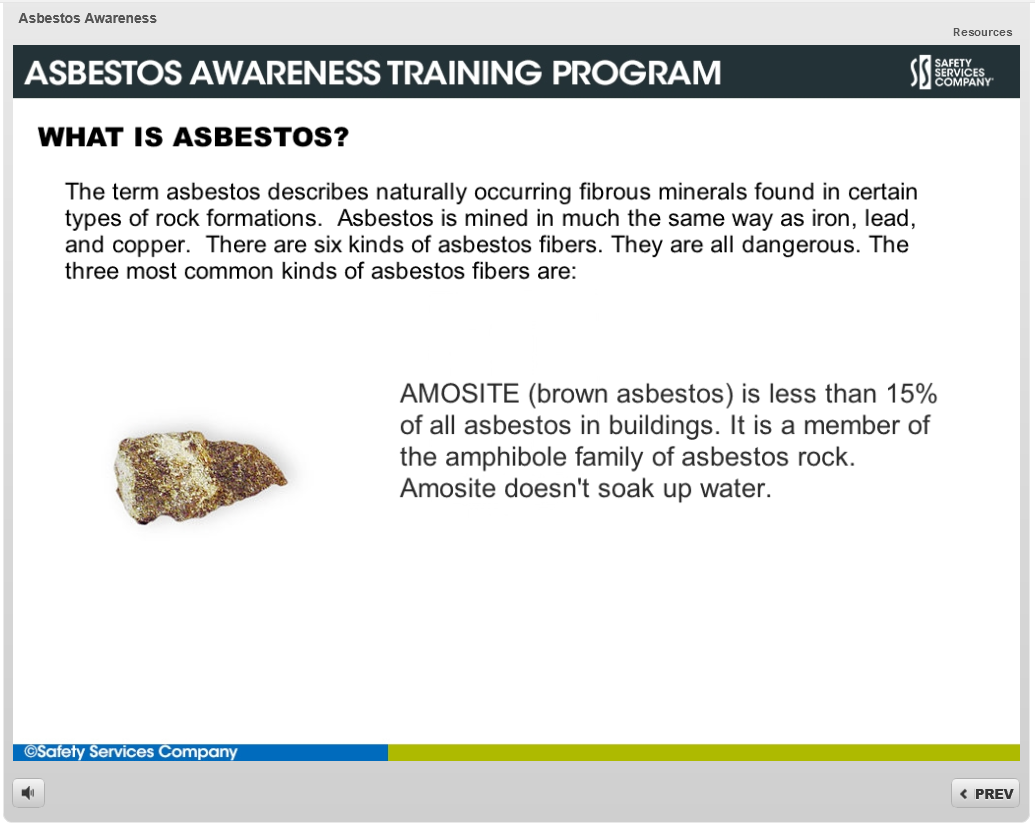 Asbestos Awareness
Resources
ASBESTOS AWARENESS TRAINING PROGRAM
SAFETY
SERVICES
COMPANY
WHAT IS ASBESTOS?
The term asbestos describes naturally occurring fibrous minerals found in certain
types of rock formations.  Asbestos is mined in much the same way as iron, lead,
and copper.  There are six kinds of asbestos fibers. They are all dangerous. The
three most common kinds of asbestos fibers are:
AMOSITE (brown asbestos) is less than 15%
of all asbestos in buildings. It is a member of
the amphibole family of asbestos rock.
Amosite doesn't soak up water.
©Safety Services Company
PREV